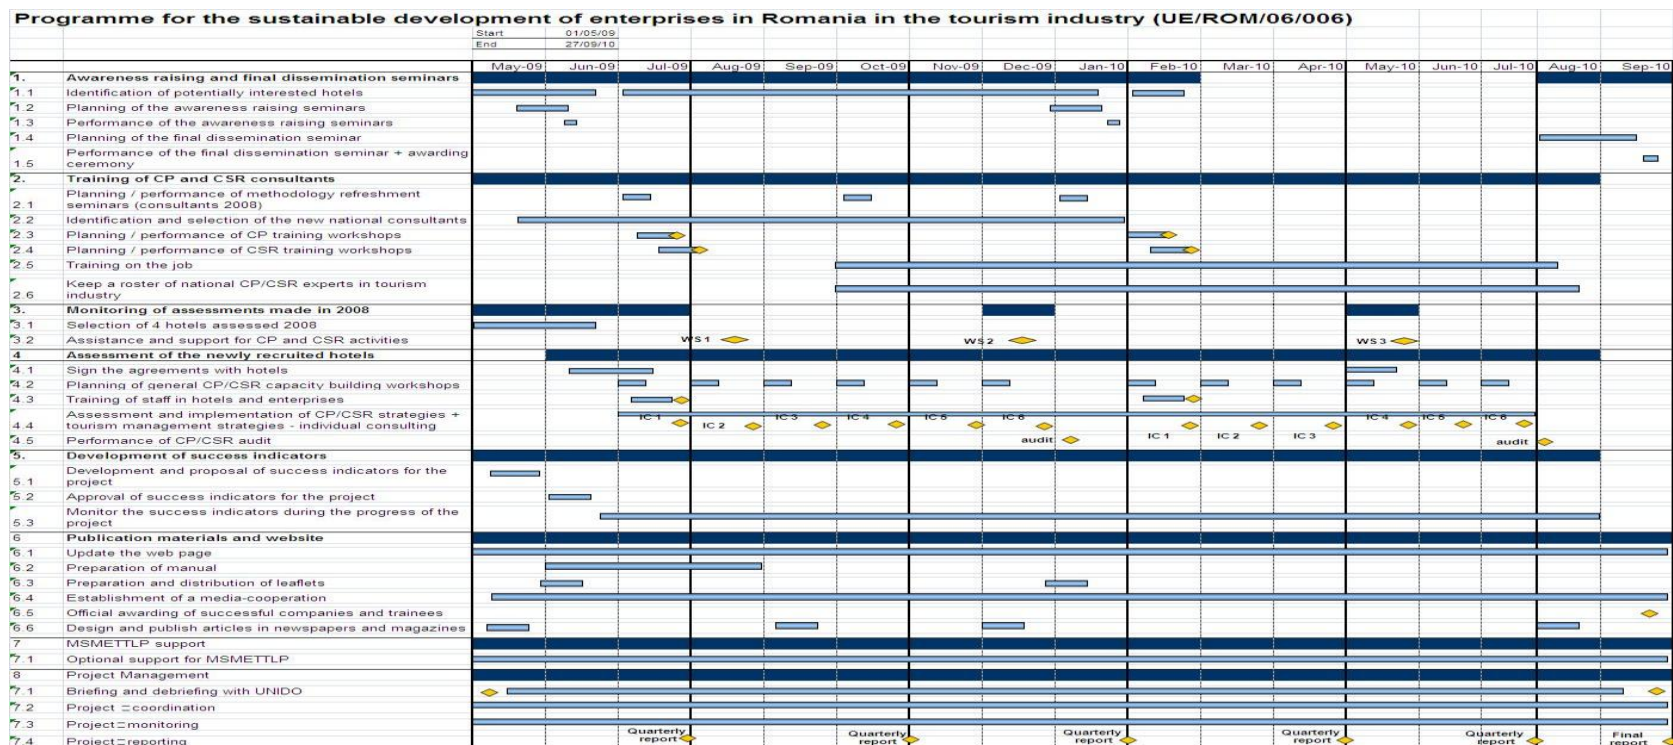 Programme for the sustainable development of enterprises in Romania in the tourism industry (UE/ROM/06/006)
Start 01/05/09
End 27/09/10
May-09 Jun-09 Jul-09 Aug-09 Sep-09 Oct-09 Nov-09 Dec-09 Jan-10 Feb-10 Mar-10 Apr-10 May-10 Jun-10 Jul-10 Aug-10 Sep-10
1. Awareness raising and final dissemination seminars
1.1 Identification of potentially interested hotels
1.2 Planning of the awareness raising seminars
1.3 Performance of the awareness raising seminars
1.4 Planning of the final dissemination seminar
Performance of the final dissemination seminar + awarding
1.5 ceremony
2. Training of CP and CSR consultants
Planning / performance of methodology refreshment
2.1 seminars (consultants 2008)
2.2 Identification and selection of the new national consultants
2.3 Planning / performance of CP training workshops
2.4 Planning / performance of CSR training workshops
2.5 Training on the job
Keep a roster of national CP/CSR experts in tourism
2.6 industry
3. Monitoring of assessments made in 2008
3.1 Selection of 4 hotels assessed 2008
3.2 Assistance and support for CP and CSR activities WS 1 WS 2 WS 3
4 Assessment of the newly recruited hotels
4.1 Sign the agreements with hotels
4.2 Planning of general CP/CSR capacity building workshops
4.3 Training of staff in hotels and enterprises
Assessment and implementation of CP/CSR strategies + IC 1 IC 3 IC 4 IC 5 IC 6 IC 4 IC 5 IC 6
4.4 tourism management strategies - individual consulting IC 2 IC 1 IC 2 IC 3
4.5 Performance of CP/CSR audit audit audit
5. Development of success indicators
Development and proposal of success indicators for the
5.1 project
5.2 Approval of success indicators for the project
Monitor the success indicators during the progress of the
5.3 project
6 Publication materials and website
6.1 Update the web page
6.2 Preparation of manual
6.3 Preparation and distribution of leaflets
6.4 Establishment of a media-cooperation
6.5 Official awarding of successful companies and trainees
6.6 Design and publish articles in newspapers and magazines
7 MSMETTLP support
7.1 Optional support for MSMETTLP
8 Project Management
7.1 Briefing and debriefing with UNIDO
7.2 Project coordination
7.3 Project monitoring
Quarterly Quarterly Quarterly Quarterly Quarterly Final
7.4 Project reporting report report report report report report